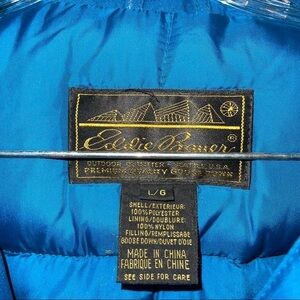 Eddie Bauer
®
OUTDOOR OUTFITTER · SEATTLE, U.S.A.
PREMIUM QUALITY GOOSE DOWN
L/G
SHELL/EXTERIEUR:
100% POLYESTER
LINING/DOUBLURE:
100% NYLON
FILLING/REMPLISSAGE
GOOSE DOWN/DUVET D'OIE
MADE IN CHINA
FABRIQUE EN CHINE
SEE SIDE FOR CARE